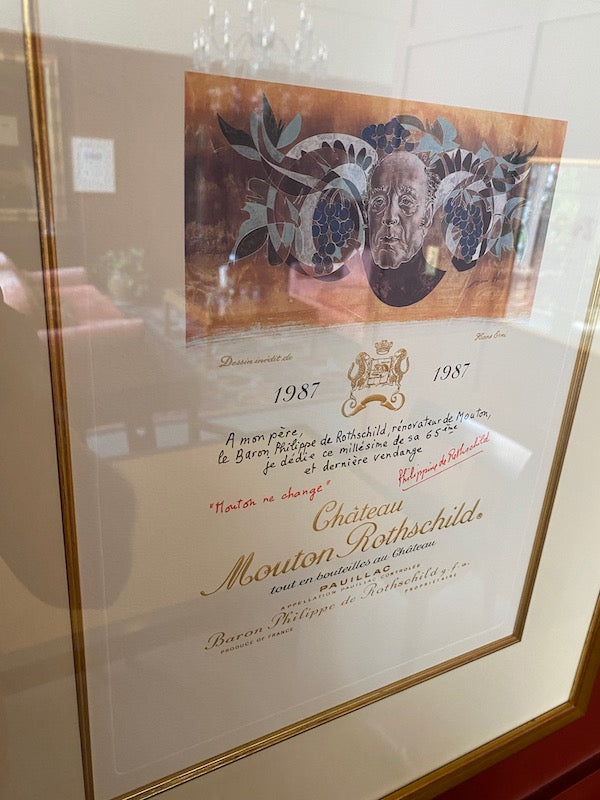 Dessin inédit de
Hans Erni
1987
1987
A mon père,
le Baron Philippe de Rothschild, rénovateur de Mouton,
je dédie ce millésime de sa 65ème
et dernière vendange
Philippine de Rothschild
"Mouton ne change"
Château
Mouton Rothschild®
tout en bouteilles au Château
PAUILLAC
APPELLATION PAUILLAC CONTRÔLÉE
Baron Philippe de Rothschild g.f.a.
PRODUCE OF FRANCE
PROPRIÉTAIRE